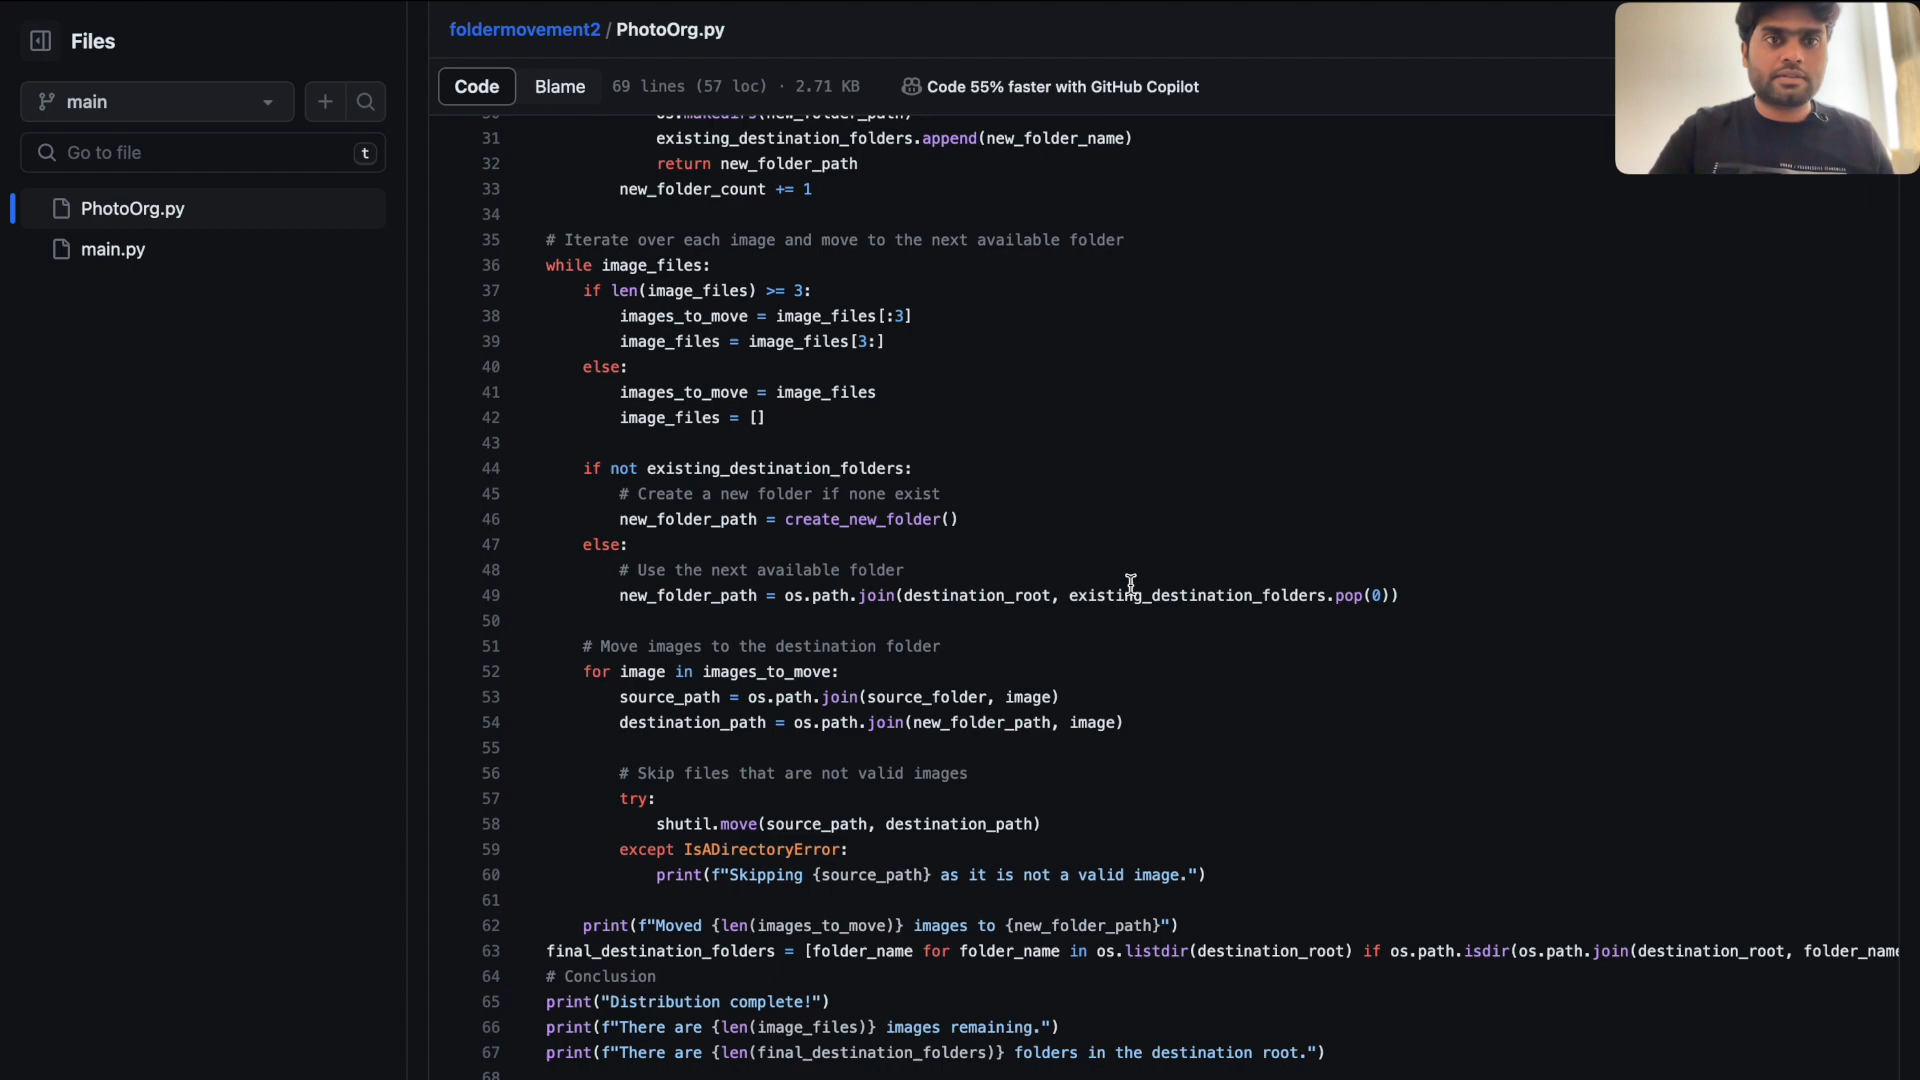 Files
foldermovement2 / PhotoOrg.py
main
Code Blame 69 lines (57 loc) · 2.71 KB Code 55% faster with GitHub Copilot
Go to file t
PhotoOrg.py
main.py
30 os.makedirs(new_folder_path)
31 existing_destination_folders.append(new_folder_name)
32 return new_folder_path
33 new_folder_count += 1
34
35 # Iterate over each image and move to the next available folder
36 while image_files:
37 if len(image_files) >= 3:
38 images_to_move = image_files[:3]
39 image_files = image_files[3:]
40 else:
41 images_to_move = image_files
42 image_files = []
43
44 if not existing_destination_folders:
45 # Create a new folder if none exist
46 new_folder_path = create_new_folder()
47 else:
48 # Use the next available folder
49 new_folder_path = os.path.join(destination_root, existing_destination_folders.pop(0))
50
51 # Move images to the destination folder
52 for image in images_to_move:
53 source_path = os.path.join(source_folder, image)
54 destination_path = os.path.join(new_folder_path, image)
55
56 # Skip files that are not valid images
57 try:
58 shutil.move(source_path, destination_path)
59 except IsADirectoryError:
60 print(f"Skipping {source_path} as it is not a valid image.")
61
62 print(f"Moved {len(images_to_move)} images to {new_folder_path}")
63 final_destination_folders = [folder_name for folder_name in os.listdir(destination_root) if os.path.isdir(os.path.join(destination_root, folder_name
64 # Conclusion
65 print("Distribution complete!")
66 print(f"There are {len(image_files)} images remaining.")
67 print(f"There are {len(final_destination_folders)} folders in the destination root.")
68